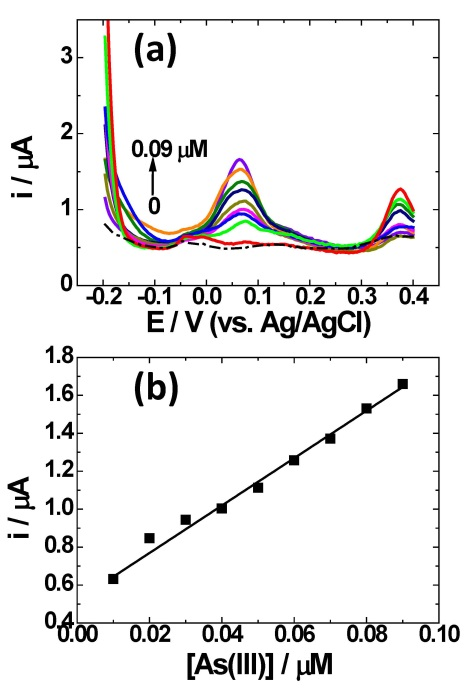 (a)
3
2
1
0
i / μA
0.09 μM
0
-0.2 -0.1 0.0 0.1 0.2 0.3 0.4
E / V (vs. Ag/AgCl)
(b)
1.8
1.6
1.4
1.2
1.0
0.8
0.6
0.4
i / μA
0.00 0.02 0.04 0.06 0.08 0.10
[As(III)] / μM